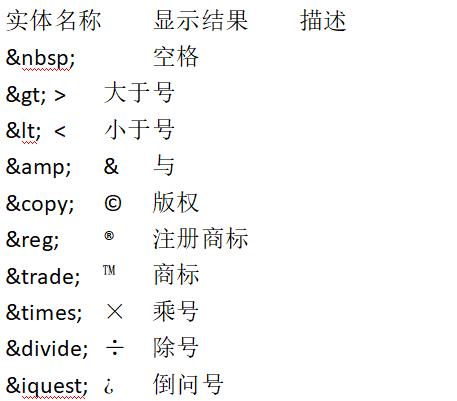 实体名称 显示结果 描述
&nbsp; 空格
&gt; > 大于号
&lt; < 小于号
&amp; & 与
&copy; © 版权
&reg; ® 注册商标
&trade; ™ 商标
&times; × 乘号
&divide; ÷ 除号
&iquest; ¿ 倒问号